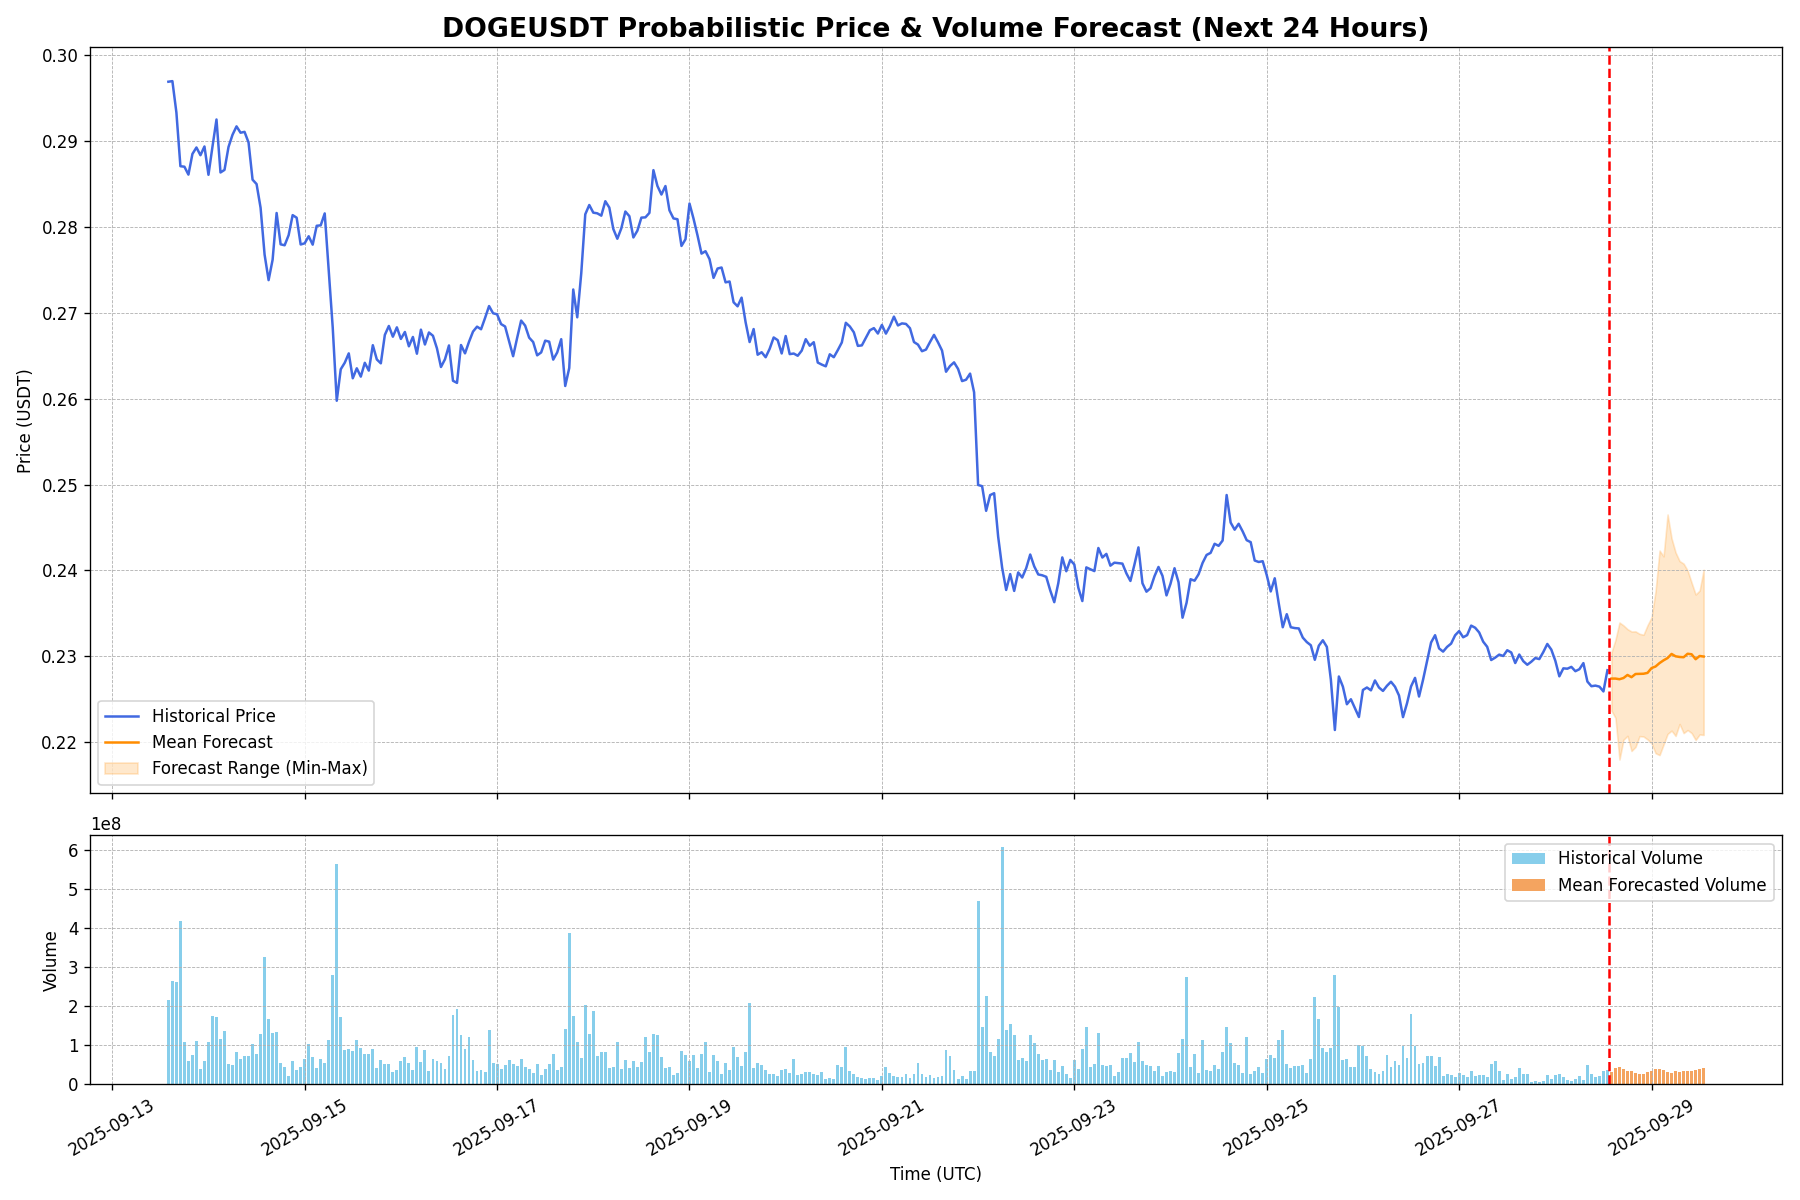 DOGEUSDT Probabilistic Price & Volume Forecast (Next 24 Hours)
0.30
0.29
0.28
0.27
0.26
0.25
0.24
0.23
0.22
Price (USDT)
Historical Price
Mean Forecast
Forecast Range (Min-Max)
1e8
6
5
4
3
2
1
0
Volume
Historical Volume
Mean Forecasted Volume
2025-09-13
2025-09-15
2025-09-17
2025-09-19
2025-09-21
2025-09-23
2025-09-25
2025-09-27
2025-09-29
Time (UTC)